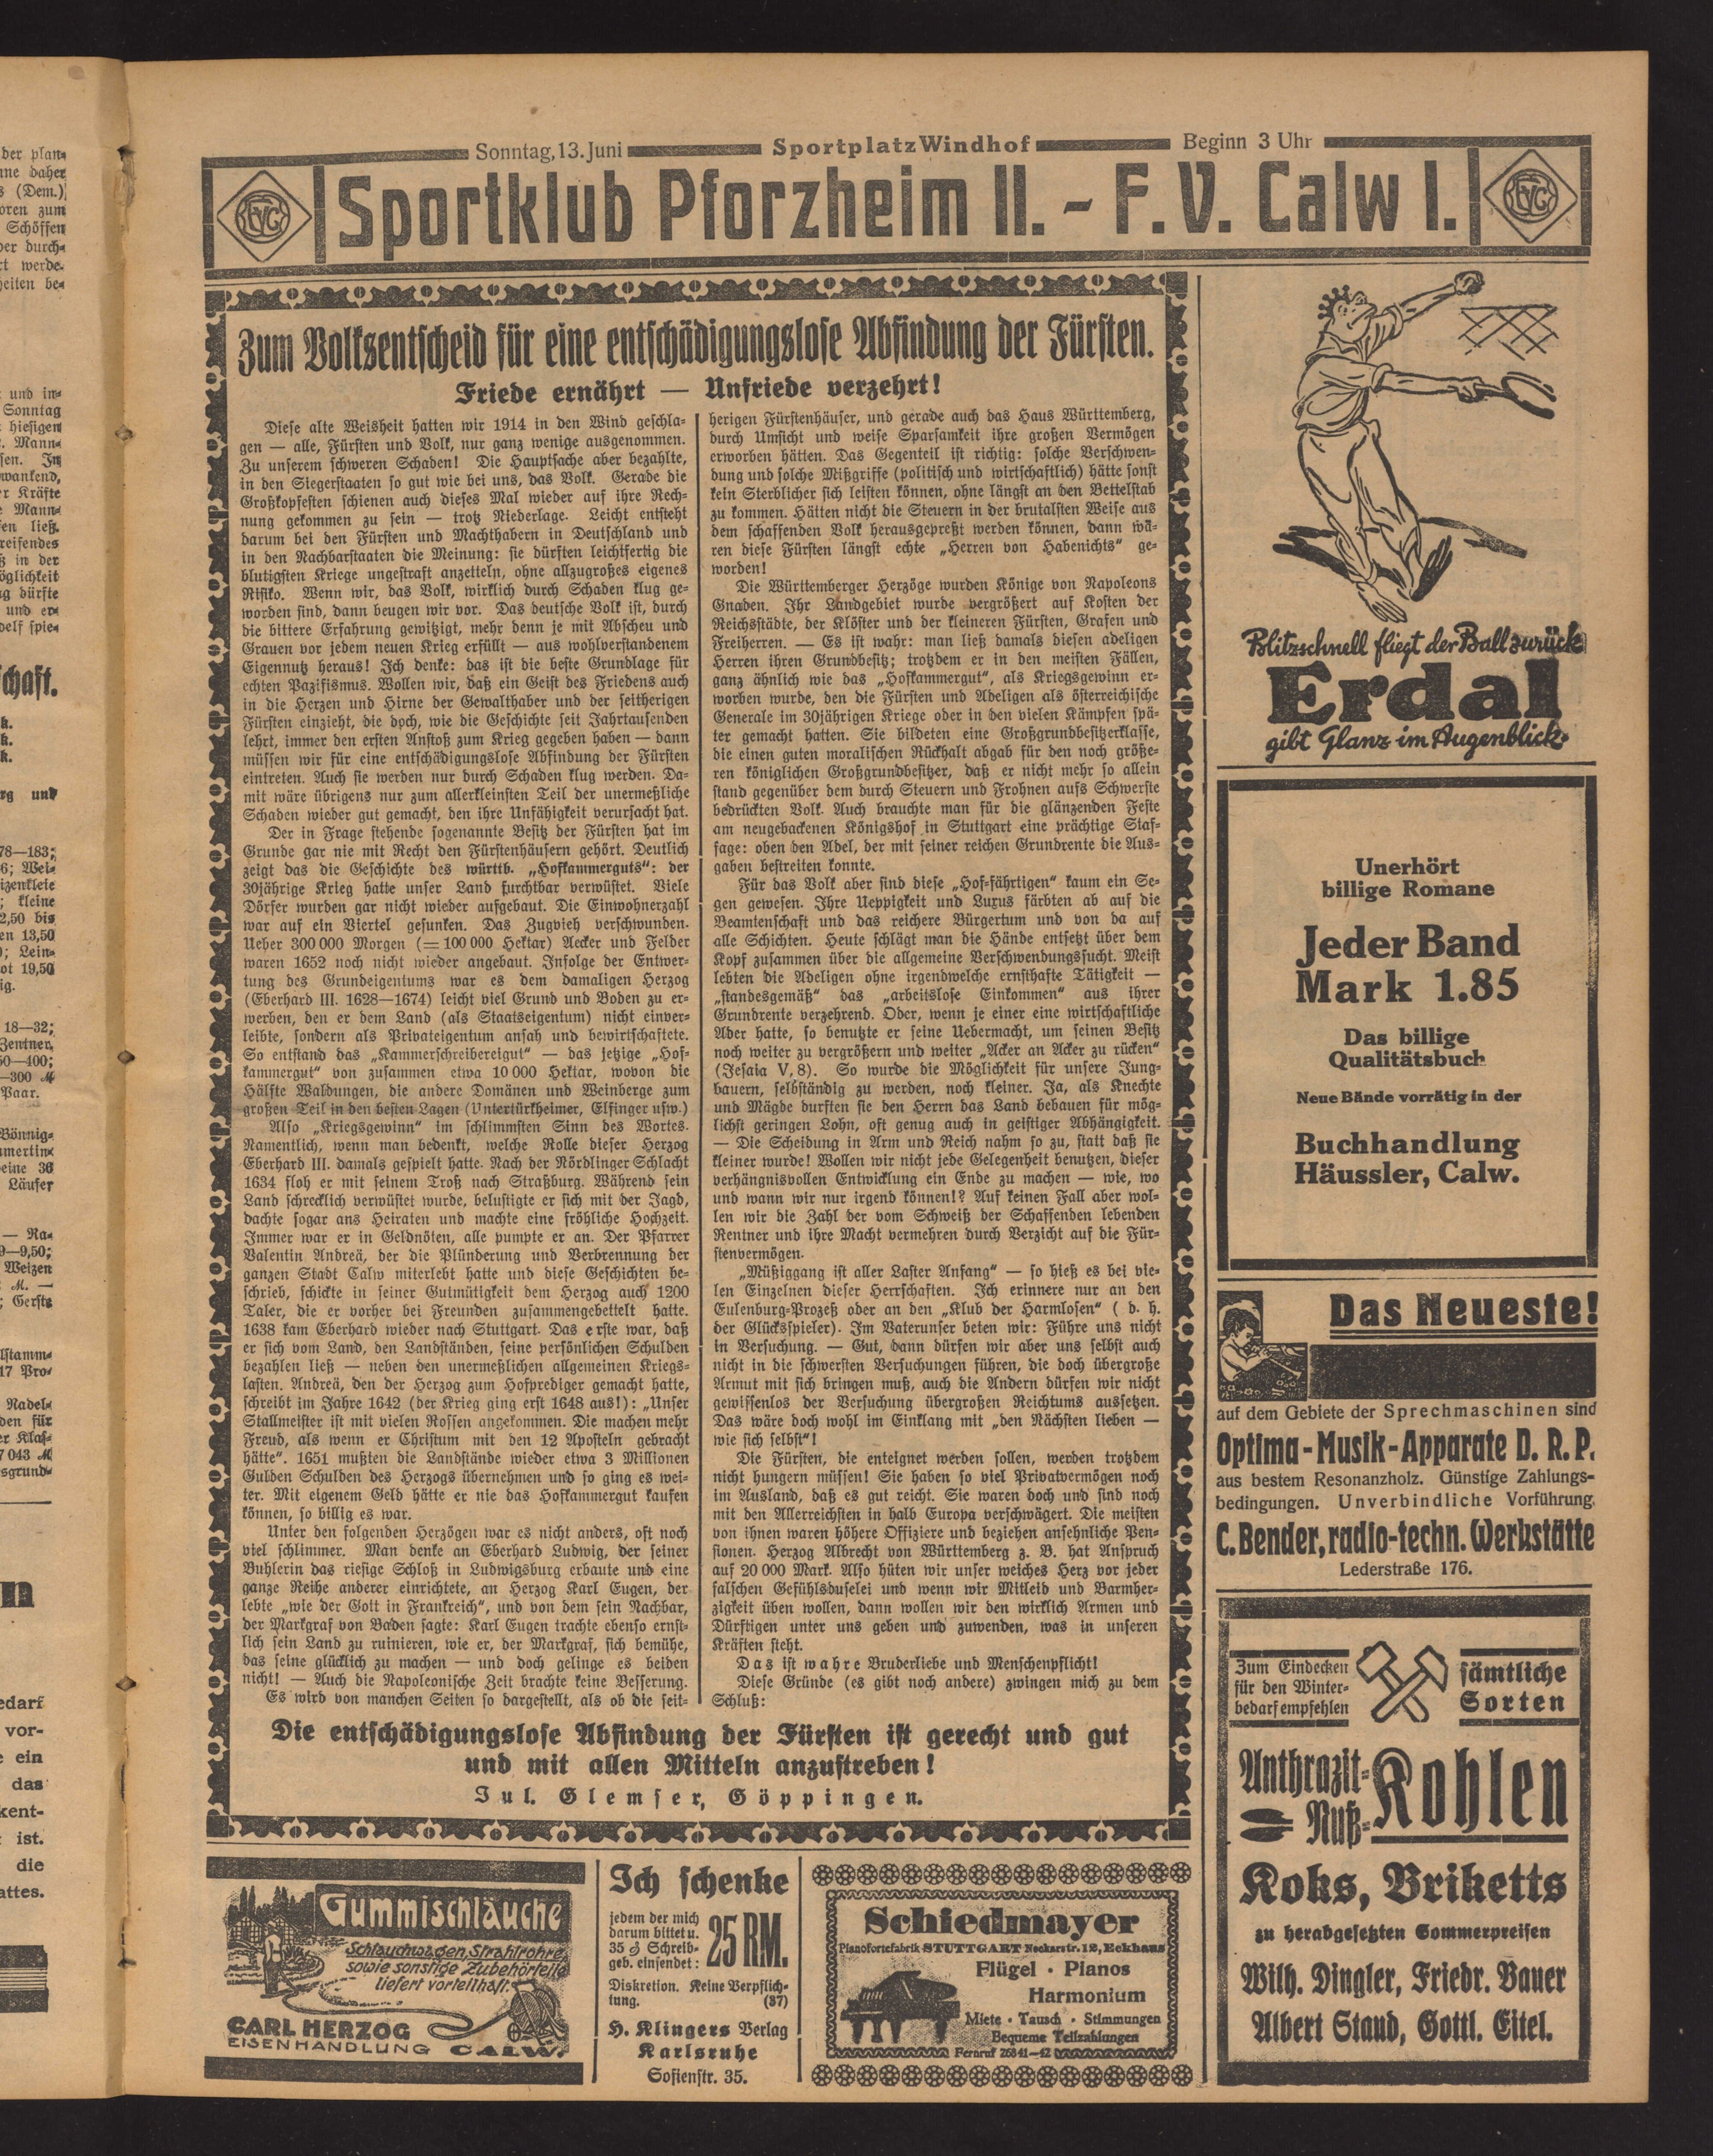 Sonntag, 13. Juni
Sportplatz Windhof
Beginn 3 Uhr
Sportklub Pforzheim II. - F. V. Calw I.
Zum Volksentscheid für eine entschädigungslose Abfindung der Fürsten.
Friede ernährt — Unfriede verzehrt!
Diese alte Weisheit hatten wir 1914 in den Wind geschla-
gen — alle, Fürsten und Volk, nur ganz wenige ausgenommen.
Zu unserem schweren Schaden! Die Hauptsache aber bezahlte,
in den Siegerstaaten so gut wie bei uns, das Volk. Gerade die
Großkopfesten schienen auch dieses Mal wieder auf ihre Rech-
nung gekommen zu sein — trotz Niederlage. Leicht entsteht
darum bei den Fürsten und Machthabern in Deutschland und
in den Nachbarstaaten die Meinung: sie dürften leichtfertig die
blutigsten Kriege ungestraft anzetteln, ohne allzugroßes eigenes
Risiko. Wenn wir, das Volk, wirklich durch Schaden klug ge-
worden sind, dann beugen wir vor. Das deutsche Volk ist, durch
die bittere Erfahrung gewitzigt, mehr denn je mit Abscheu und
Grauen vor jedem neuen Krieg erfüllt — aus wohlverstandenem
Eigennutz heraus! Ich denke: das ist die beste Grundlage für
echten Pazifismus. Wollen wir, daß ein Geist des Friedens auch
in die Herzen und Hirne der Gewalthaber und der seitherigen
Fürsten einzieht, die doch, wie die Geschichte seit Jahrtausenden
lehrt, immer den ersten Anstoß zum Krieg gegeben haben — dann
müssen wir für eine entschädigungslose Abfindung der Fürsten
eintreten. Auch sie werden nur durch Schaden klug werden. Da-
mit wäre übrigens nur zum allerkleinsten Teil der unermeßliche
Schaden wieder gut gemacht, den ihre Unfähigkeit verursacht hat.
Der in Frage stehende sogenannte Besitz der Fürsten hat im
Grunde gar nie mit Recht den Fürstenhäusern gehört. Deutlich
zeigt das die Geschichte des württb. „Hofkammerguts“: der
30jährige Krieg hatte unser Land furchtbar verwüstet. Viele
Dörfer wurden gar nicht wieder aufgebaut. Die Einwohnerzahl
war auf ein Viertel gesunken. Das Zugvieh verschwunden.
Ueber 300 000 Morgen (= 100 000 Hektar) Aecker und Felder
waren 1652 noch nicht wieder angebaut. Infolge der Entwer-
tung des Grundeigentums war es dem damaligen Herzog
(Eberhard III. 1628—1674) leicht viel Grund und Boden zu er-
werben, den er dem Land (als Staatseigentum) nicht einver-
leibte, sondern als Privateigentum ansah und bewirtschaftete.
So entstand das „Kammerschreibereigut“ — das jetzige „Hof-
kammergut“ von zusammen etwa 10 000 Hektar, wovon die
Hälfte Waldungen, die andere Domänen und Weinberge zum
großen Teil in den besten Lagen (Untertürkheimer, Elfinger usw.)
Also „Kriegsgewinn“ im schlimmsten Sinn des Wortes.
Namentlich, wenn man bedenkt, welche Rolle dieser Herzog
Eberhard III. damals gespielt hatte. Nach der Nördlinger Schlacht
1634 floh er mit seinem Troß nach Straßburg. Während sein
Land schrecklich verwüstet wurde, belustigte er sich mit der Jagd,
dachte sogar ans Heiraten und machte eine fröhliche Hochzeit.
Immer war er in Geldnöten, alle pumpte er an. Der Pfarrer
Valentin Andreä, der die Plünderung und Verbrennung der
ganzen Stadt Calw miterlebt hatte und diese Geschichten be-
schrieb, schickte in seiner Gutmütigkeit dem Herzog auch 1200
Taler, die er vorher bei Freunden zusammengebettelt hatte.
1638 kam Eberhard wieder nach Stuttgart. Das erste war, daß
er sich vom Land, den Landständen, seine persönlichen Schulden
bezahlen ließ — neben den unermeßlichen allgemeinen Kriegs-
lasten. Andreä, den der Herzog zum Hofprediger gemacht hatte,
schreibt im Jahre 1642 (der Krieg ging erst 1648 aus!): „Unser
Stallmeister ist mit vielen Rossen angekommen. Die machen mehr
Freud, als wenn er Christum mit den 12 Aposteln gebracht
hätte“. 1651 mußten die Landstände wieder etwa 3 Millionen
Gulden Schulden des Herzogs übernehmen und so ging es wei-
ter. Mit eigenem Geld hätte er nie das Hofkammergut kaufen
können, so billig es war.
Unter den folgenden Herzögen war es nicht anders, oft noch
viel schlimmer. Man denke an Eberhard Ludwig, der seiner
Buhlerin das riesige Schloß in Ludwigsburg erbaute und eine
ganze Reihe anderer einrichtete, an Herzog Karl Eugen, der
lebte „wie der Gott in Frankreich“, und von dem sein Nachbar,
der Markgraf von Baden sagte: Karl Eugen trachte ebenso ernst-
lich sein Land zu ruinieren, wie er, der Markgraf, sich bemühe,
das seine glücklich zu machen — und doch gelinge es beiden
nicht! — Auch die Napoleonische Zeit brachte keine Besserung.
Es wird von manchen Seiten so dargestellt, als ob die seit-
herigen Fürstenhäuser, und gerade auch das Haus Württemberg,
durch Umsicht und weise Sparsamkeit ihre großen Vermögen
erworben hätten. Das Gegenteil ist richtig: solche Verschwen-
dung und solche Mißgriffe (politisch und wirtschaftlich) hätte sonst
kein Sterblicher sich leisten können, ohne längst an den Bettelstab
zu kommen. Hätten nicht die Steuern in der brutalsten Weise aus
dem schaffenden Volk herausgepreßt werden können, dann wä-
ren diese Fürsten längst echte „Herren von Habenichts“ ge-
worden!
Die Württemberger Herzöge wurden Könige von Napoleons
Gnaden. Ihr Landgebiet wurde vergrößert auf Kosten der
Reichsstädte, der Klöster und der kleineren Fürsten, Grafen und
Freiherren. — Es ist wahr: man ließ damals diesen adeligen
Herren ihren Grundbesitz; trotzdem er in den meisten Fällen,
ganz ähnlich wie das „Hofkammergut“, als Kriegsgewinn er-
worben wurde, den die Fürsten und Adeligen als österreichische
Generale im 30jährigen Kriege oder in den vielen Kämpfen spä-
ter gemacht hatten. Sie bildeten eine Großgrundbesitzerklasse,
die einen guten moralischen Rückhalt abgab für den noch größe-
ren königlichen Großgrundbesitzer, daß er nicht mehr so allein
stand gegenüber dem durch Steuern und Frohnen aufs Schwerste
bedrückten Volk. Auch brauchte man für die glänzenden Feste
am neugebackenen Königshof in Stuttgart eine prächtige Staf-
fage: oben den Adel, der mit seiner reichen Grundrente die Aus-
gaben bestreiten konnte.
Für das Volk aber sind diese „Hof-fährtigen“ kaum ein Se-
gen gewesen. Ihre Ueppigkeit und Luxus färbten ab auf die
Beamtenschaft und das reichere Bürgertum und von da auf
alle Schichten. Heute schlägt man die Hände entsetzt über dem
Kopf zusammen über die allgemeine Verschwendungssucht. Meist
lebten die Adeligen ohne irgendwelche ernsthafte Tätigkeit —
„standesgemäß“ das „arbeitslose Einkommen“ aus ihrer
Grundrente verzehrend. Oder, wenn je einer eine wirtschaftliche
Ader hatte, so benutzte er seine Uebermacht, um seinen Besitz
noch weiter zu vergrößern und weiter „Acker an Acker zu rücken“
(Jesaia V, 8). So wurde die Möglichkeit für unsere Jung-
bauern, selbständig zu werden, noch kleiner. Ja, als Knechte
und Mägde durften sie den Herrn das Land bebauen für mög-
lichst geringen Lohn, oft genug auch in geistiger Abhängigkeit.
— Die Scheidung in Arm und Reich nahm so zu, statt daß sie
kleiner wurde! Wollen wir nicht jede Gelegenheit benutzen, dieser
verhängnisvollen Entwicklung ein Ende zu machen — wie, wo
und wann wir nur irgend können!? Auf keinen Fall aber wol-
len wir die Zahl der vom Schweiß der Schaffenden lebenden
Rentner und ihre Macht vermehren durch Verzicht auf die Für-
stenvermögen.
„Müßiggang ist aller Laster Anfang“ — so hieß es bei vie-
len Einzelnen dieser Herrschaften. Ich erinnere nur an den
Eulenburg-Prozeß oder an den „Klub der Harmlosen“ ( d. h.
der Glücksspieler). Im Vaterunser beten wir: Führe uns nicht
in Versuchung. — Gut, dann dürfen wir aber uns selbst auch
nicht in die schwersten Versuchungen führen, die doch übergroße
Armut mit sich bringen muß, auch die Andern dürfen wir nicht
gewissenlos der Versuchung übergroßen Reichtums aussetzen.
Das wäre doch wohl im Einklang mit „den Nächsten lieben —
wie sich selbst“!
Die Fürsten, die enteignet werden sollen, werden trotzdem
nicht hungern müssen! Sie haben so viel Privatvermögen noch
im Ausland, daß es gut reicht. Sie waren doch und sind noch
mit den Allerreichsten in halb Europa verschwägert. Die meisten
von ihnen waren höhere Offiziere und beziehen ansehnliche Pen-
sionen. Herzog Albrecht von Württemberg z. B. hat Anspruch
auf 20 000 Mark. Also hüten wir unser weiches Herz vor jeder
falschen Gefühlsduselei und wenn wir Mitleid und Barmher-
zigkeit üben wollen, dann wollen wir den wirklich Armen und
Dürftigen unter uns geben und zuwenden, was in unseren
Kräften steht.
Das ist wahre Bruderliebe und Menschenpflicht!
Diese Gründe (es gibt noch andere) zwingen mich zu dem
Schluß:
Die entschädigungslose Abfindung der Fürsten ist gerecht und gut
und mit allen Mitteln anzustreben!
Jul. Glemser, Göppingen.
Blitzschnell fliegt der Ball zurück
Erdal
gibt Glanz im Augenblick.
Unerhört
billige Romane
Jeder Band
Mark 1.85
Das billige
Qualitätsbuch
Neue Bände vorrätig in der
Buchhandlung
Häussler, Calw.
Das Neueste!
auf dem Gebiete der Sprechmaschinen sind
Optima-Musik-Apparate D. R. P.
aus bestem Resonanzholz. Günstige Zahlungs-
bedingungen. Unverbindliche Vorführung.
C. Bender, radio-techn. Werkstätte
Lederstraße 176.
Zum Eindecken
für den Winter-
bedarf empfehlen
sämtliche
Sorten
Anthrazit-
Nuß-
Kohlen
Koks, Briketts
zu herabgesetzten Sommerpreisen
Wilh. Dingler, Friedr. Bauer
Albert Staud, Gottl. Eitel.
Gummischläuche
Schlauchwagen, Strahlrohre,
sowie sonstige Zubehörteile
liefert vorteilhaft:
CARL HERZOG
EISENHANDLUNG CALW.
Ich schenke
jedem der mich
darum bittet u.
35 ₰ Schreib-
geb. einsendet:
25 RM.
Diskretion. Keine Verpflich-
tung. (37)
H. Klingers Verlag
Karlsruhe
Sofienstr. 35.
Schiedmayer
Pianofortefabrik STUTTGART Neckarstr. 12, Eckhaus
Flügel · Pianos
Harmonium
Miete · Tausch · Stimmungen
Bequeme Teilzahlungen
Fernruf 26841—42